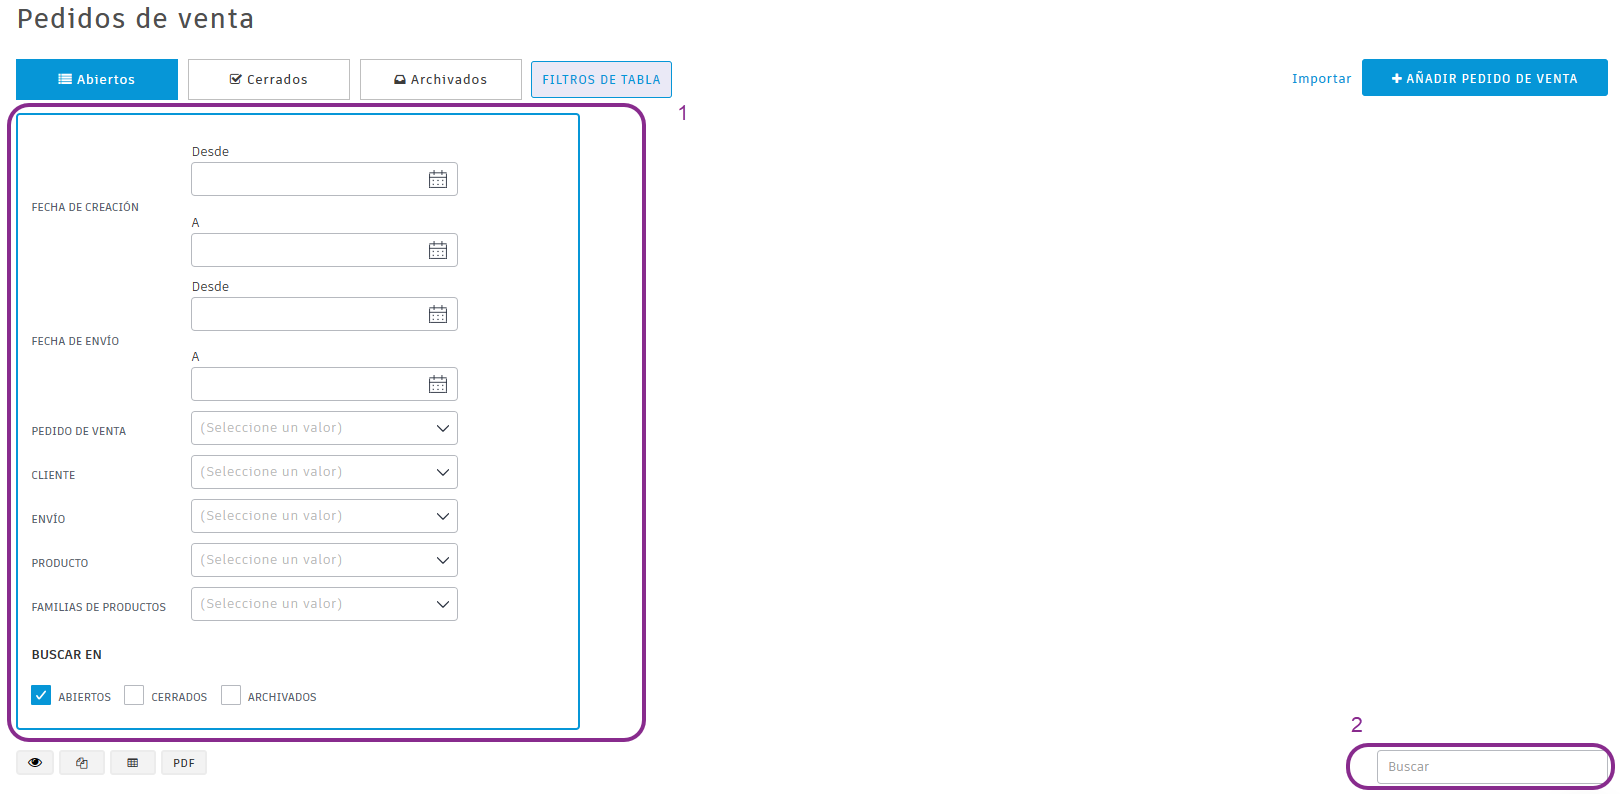 Pedidos de venta
Abiertos
Cerrados
Archivados
FILTROS DE TABLA
Importar
AÑADIR PEDIDO DE VENTA
1
Desde
FECHA DE CREACIÓN
A
Desde
FECHA DE ENVÍO
A
PEDIDO DE VENTA (Seleccione un valor)
CLIENTE (Seleccione un valor)
ENVÍO (Seleccione un valor)
PRODUCTO (Seleccione un valor)
FAMILIAS DE PRODUCTOS (Seleccione un valor)
BUSCAR EN
ABIERTOS CERRADOS ARCHIVADOS
2
PDF
Buscar